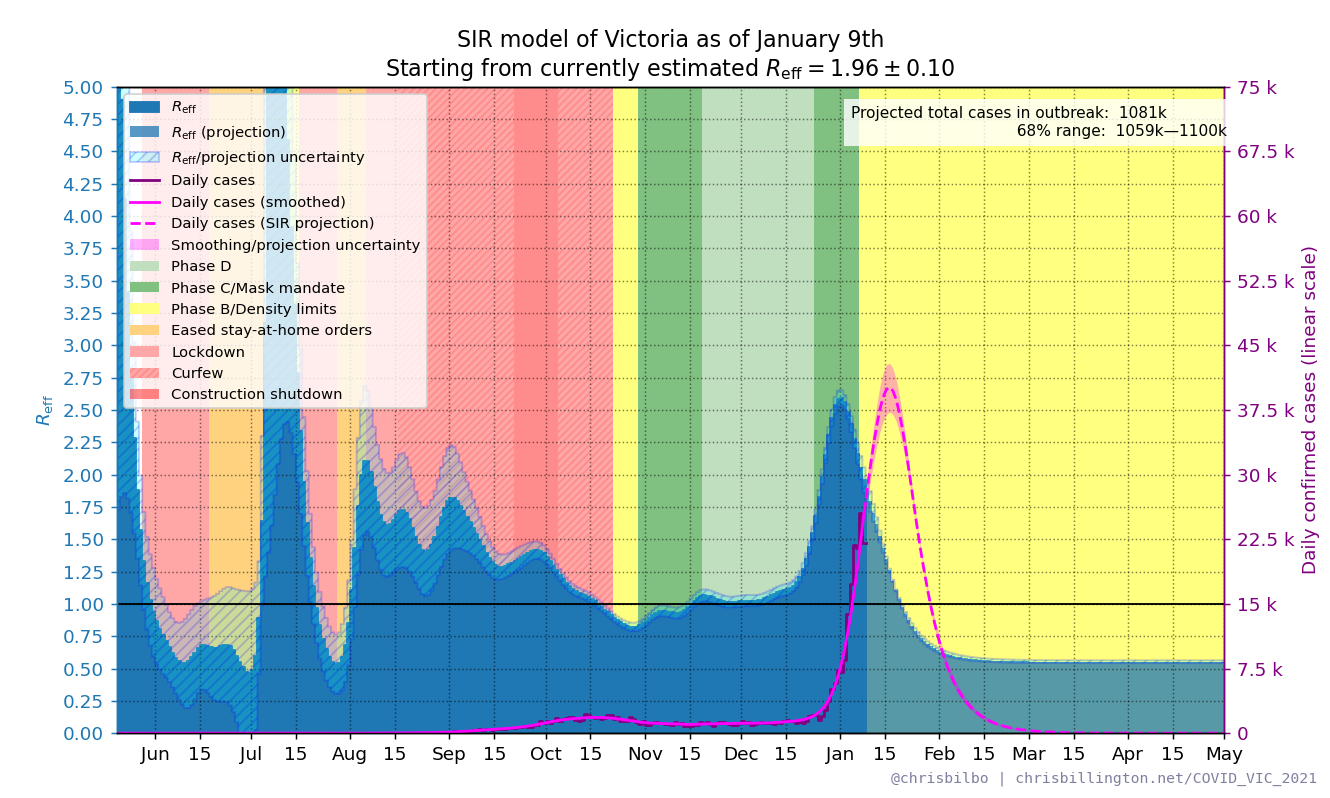 SIR model of Victoria as of January 9th
Starting from currently estimated R_eff = 1.96 ± 0.10
5.00
4.75
4.50
4.25
4.00
3.75
3.50
3.25
3.00
2.75
2.50
2.25
2.00
1.75
1.50
1.25
1.00
0.75
0.50
0.25
0.00
R_eff
R_eff
R_eff (projection)
R_eff/projection uncertainty
Daily cases
Daily cases (smoothed)
Daily cases (SIR projection)
Smoothing/projection uncertainty
Phase D
Phase C/Mask mandate
Phase B/Density limits
Eased stay-at-home orders
Lockdown
Curfew
Construction shutdown
Projected total cases in outbreak: 1081k
68% range: 1059k—1100k
75 k
67.5 k
60 k
52.5 k
45 k
37.5 k
30 k
22.5 k
15 k
7.5 k
0
Daily confirmed cases (linear scale)
Jun 15 Jul 15 Aug 15 Sep 15 Oct 15 Nov 15 Dec 15 Jan 15 Feb 15 Mar 15 Apr 15 May
@chrisbilbo | chrisbillington.net/COVID_VIC_2021